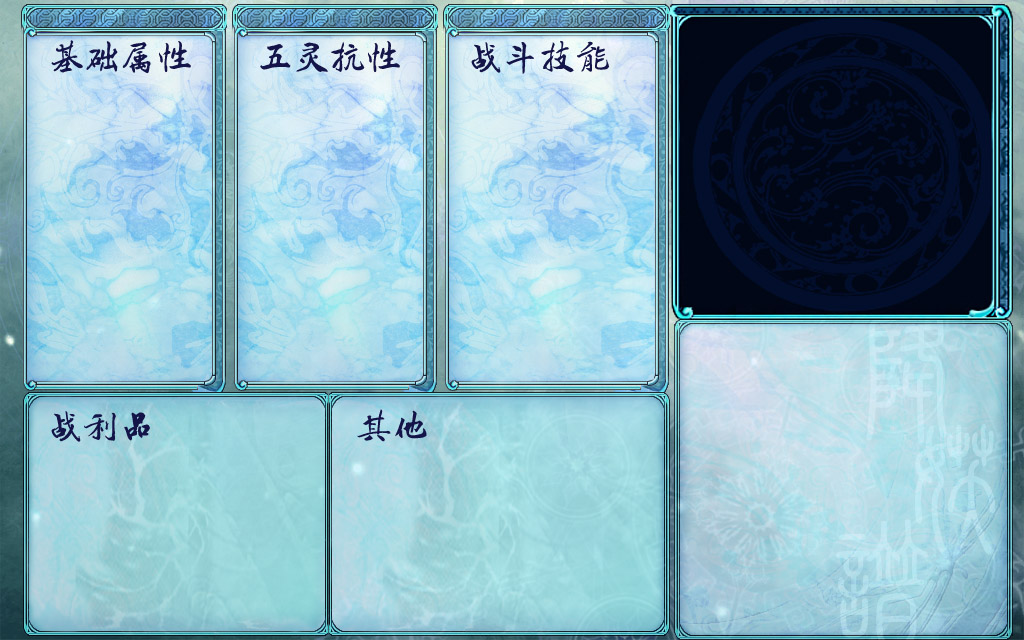 基础属性
五灵抗性
战斗技能
战利品
其他